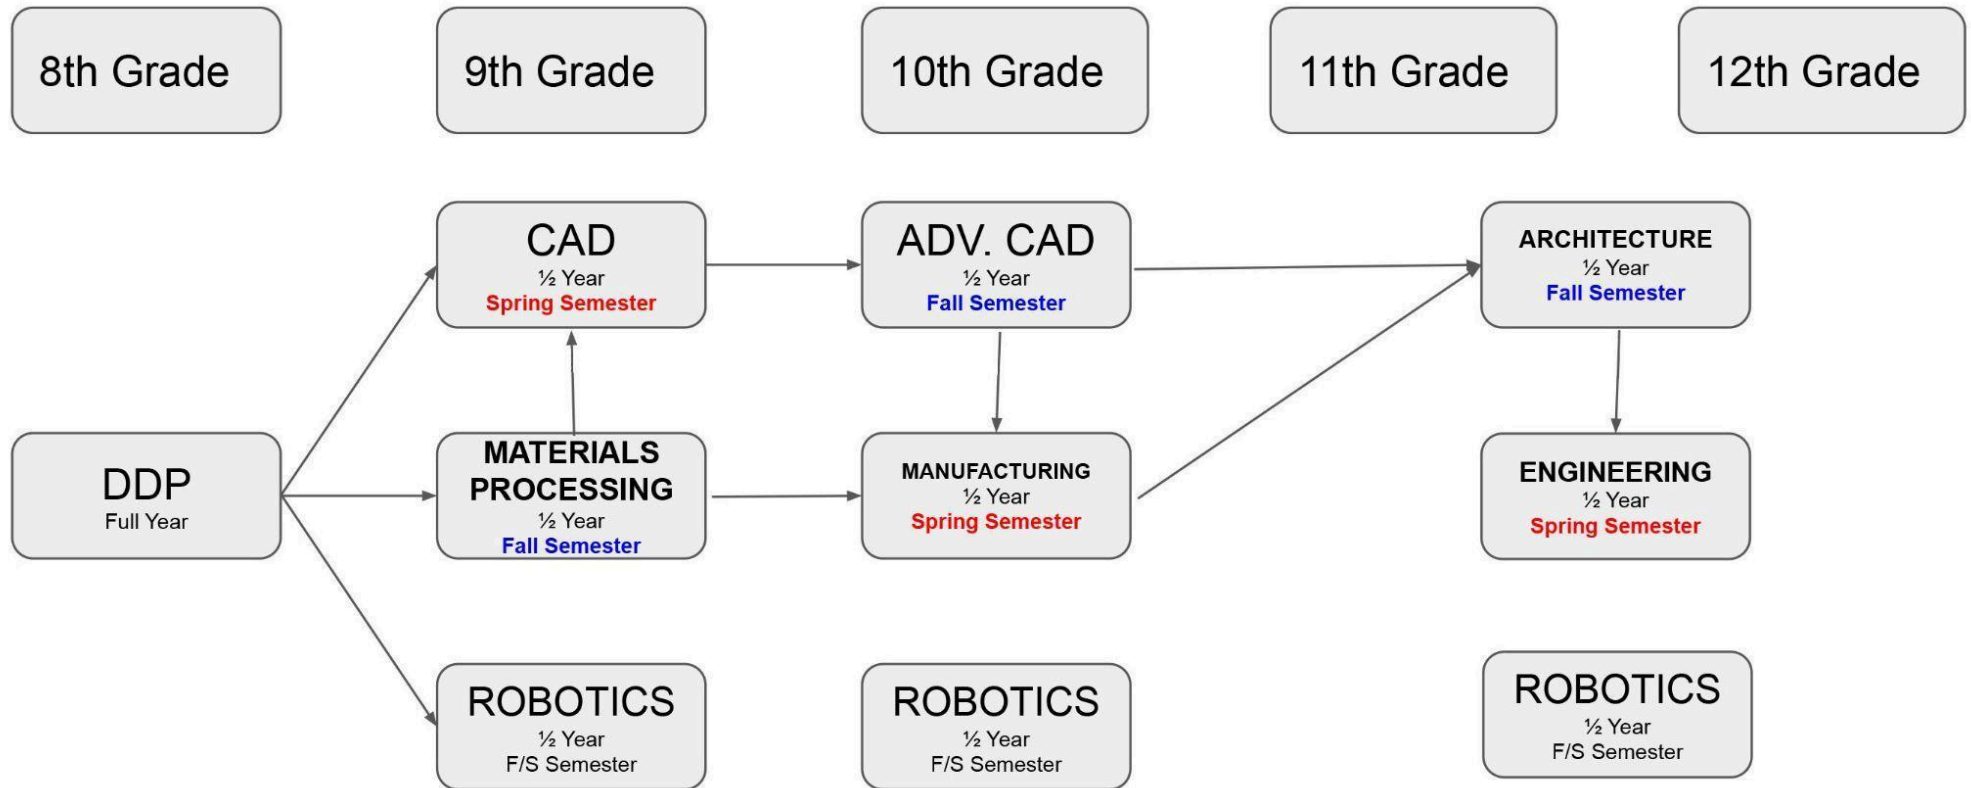 8th Grade
9th Grade
10th Grade
11th Grade
12th Grade
CAD
½ Year
Spring Semester
ADV. CAD
½ Year
Fall Semester
ARCHITECTURE
½ Year
Fall Semester
DDP
Full Year
MATERIALS
PROCESSING
½ Year
Fall Semester
MANUFACTURING
½ Year
Spring Semester
ENGINEERING
½ Year
Spring Semester
ROBOTICS
½ Year
F/S Semester
ROBOTICS
½ Year
F/S Semester
ROBOTICS
½ Year
F/S Semester